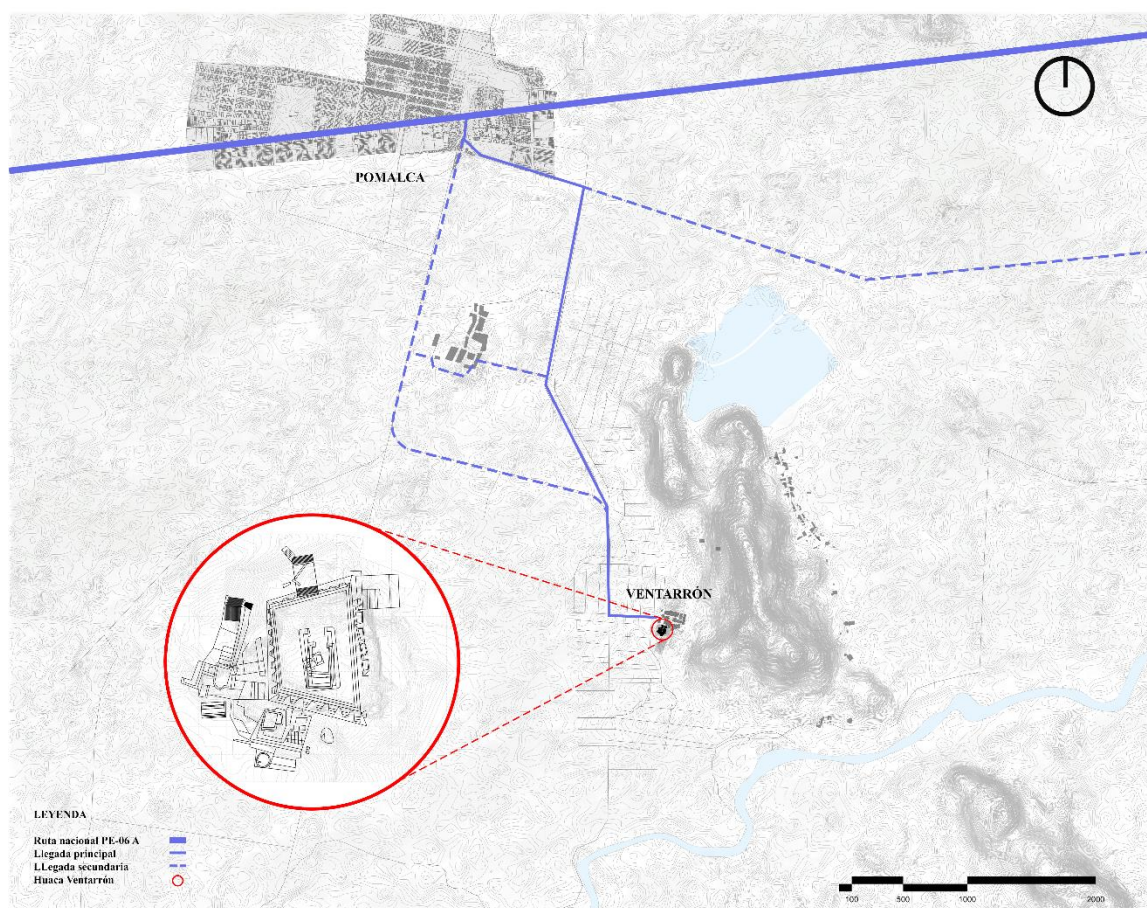 POMALCA
VENTARRÓN
LEYENDA
Ruta nacional PE-06 A
Llegada principal
LLegada secundaria
Huaca Ventarrón
100 500 1000 2000